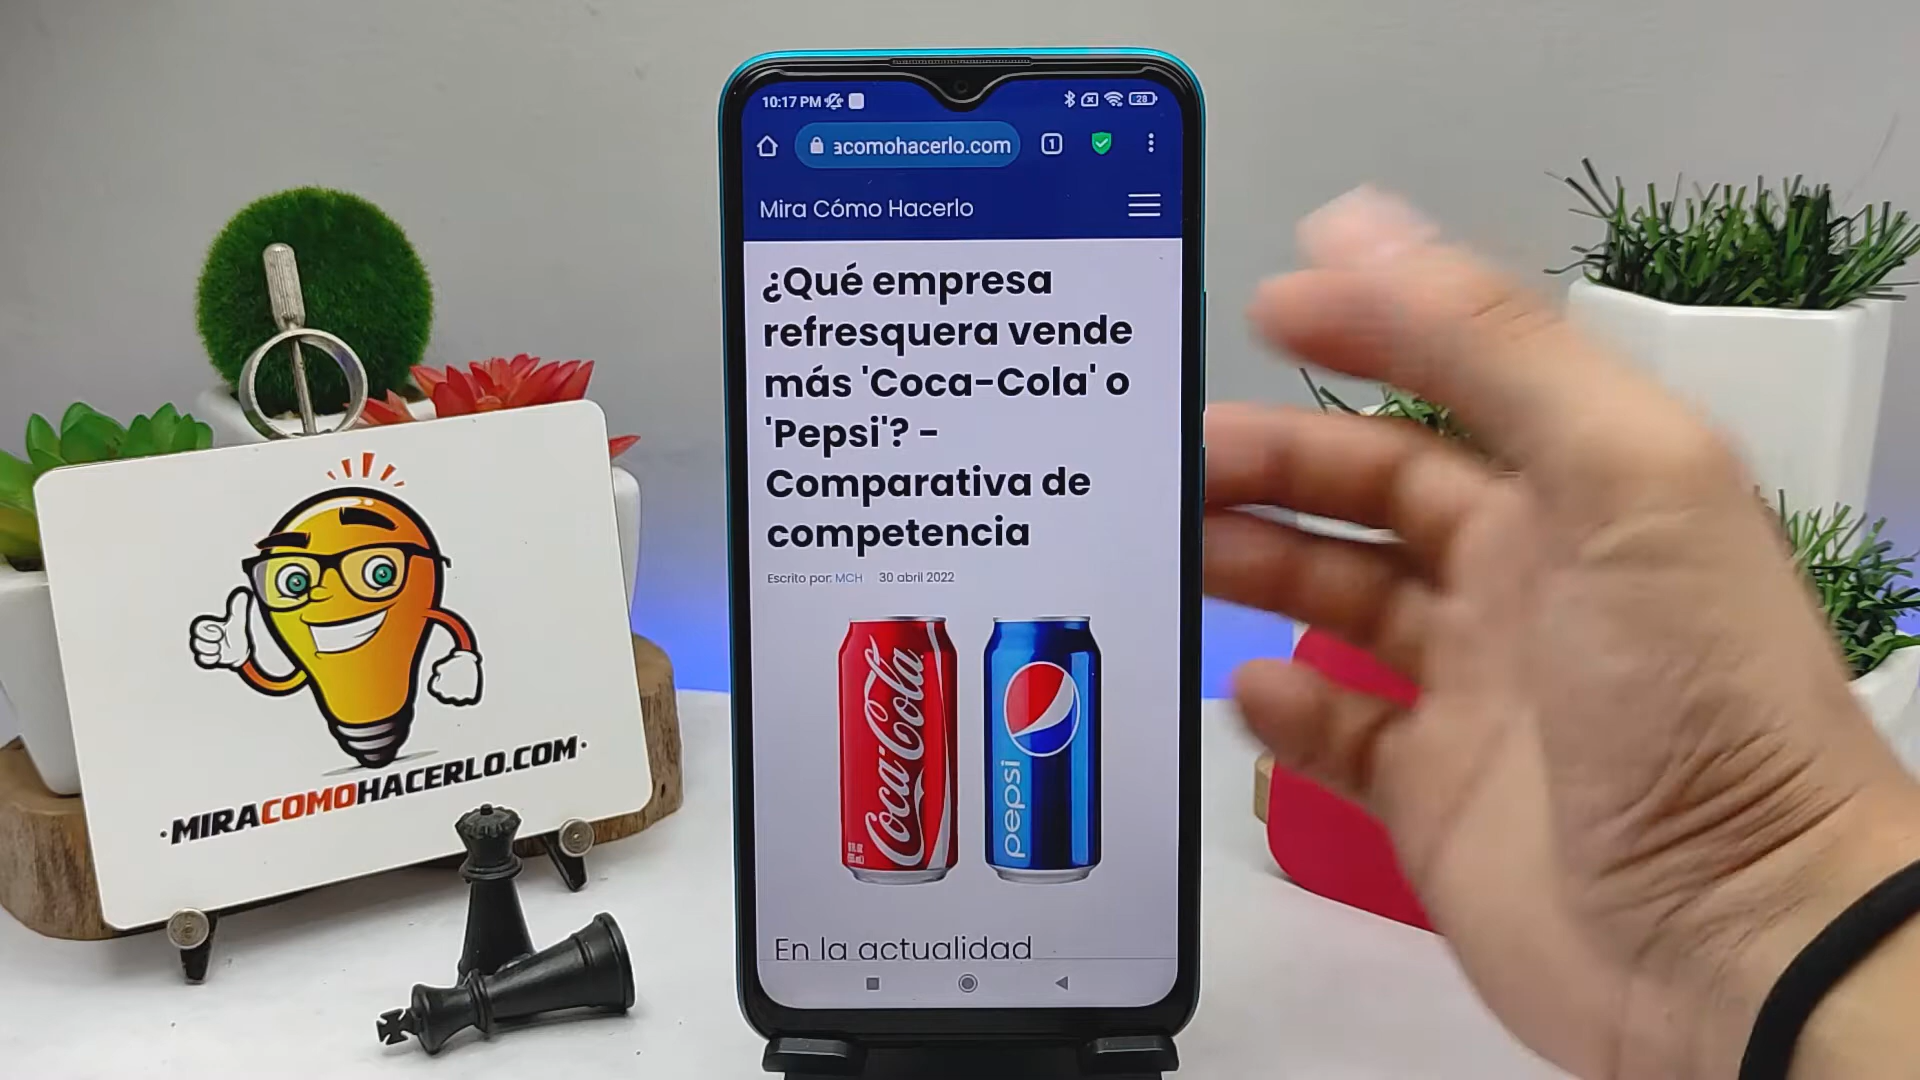 10:17 PM
28
acomohacerlo.com
1
Mira Cómo Hacerlo
¿Qué empresa
refresquera vende
más 'Coca-Cola' o
'Pepsi'? -
Comparativa de
competencia
Escrito por: MCH 30 abril 2022
Coca-Cola
pepsi
En la actualidad
·MIRACOMOHACERLO.COM·